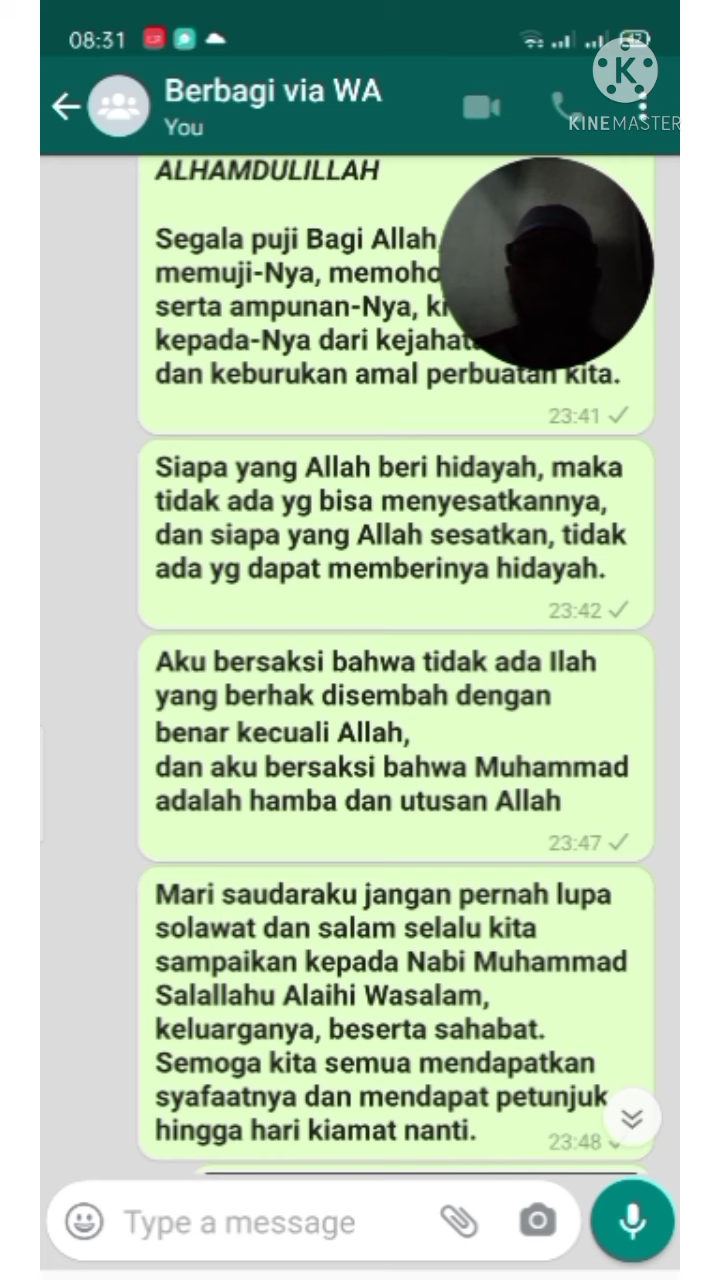 08:31
42
K
KINEMASTER
Berbagi via WA
You
ALHAMDULILLAH
Segala puji Bagi Allah,
memuji-Nya, memoho
serta ampunan-Nya,
kepada-Nya dari kejahat
dan keburukan amal perbuatan kita.
23:41
Siapa yang Allah beri hidayah, maka
tidak ada yg bisa menyesatkannya,
dan siapa yang Allah sesatkan, tidak
ada yg dapat memberinya hidayah.
23:42
Aku bersaksi bahwa tidak ada Ilah
yang berhak disembah dengan
benar kecuali Allah,
dan aku bersaksi bahwa Muhammad
adalah hamba dan utusan Allah
23:47
Mari saudaraku jangan pernah lupa
solawat dan salam selalu kita
sampaikan kepada Nabi Muhammad
Salallahu Alaihi Wasalam,
keluarganya, beserta sahabat.
Semoga kita semua mendapatkan
syafaatnya dan mendapat petunjuk
hingga hari kiamat nanti.
23:48
Type a message